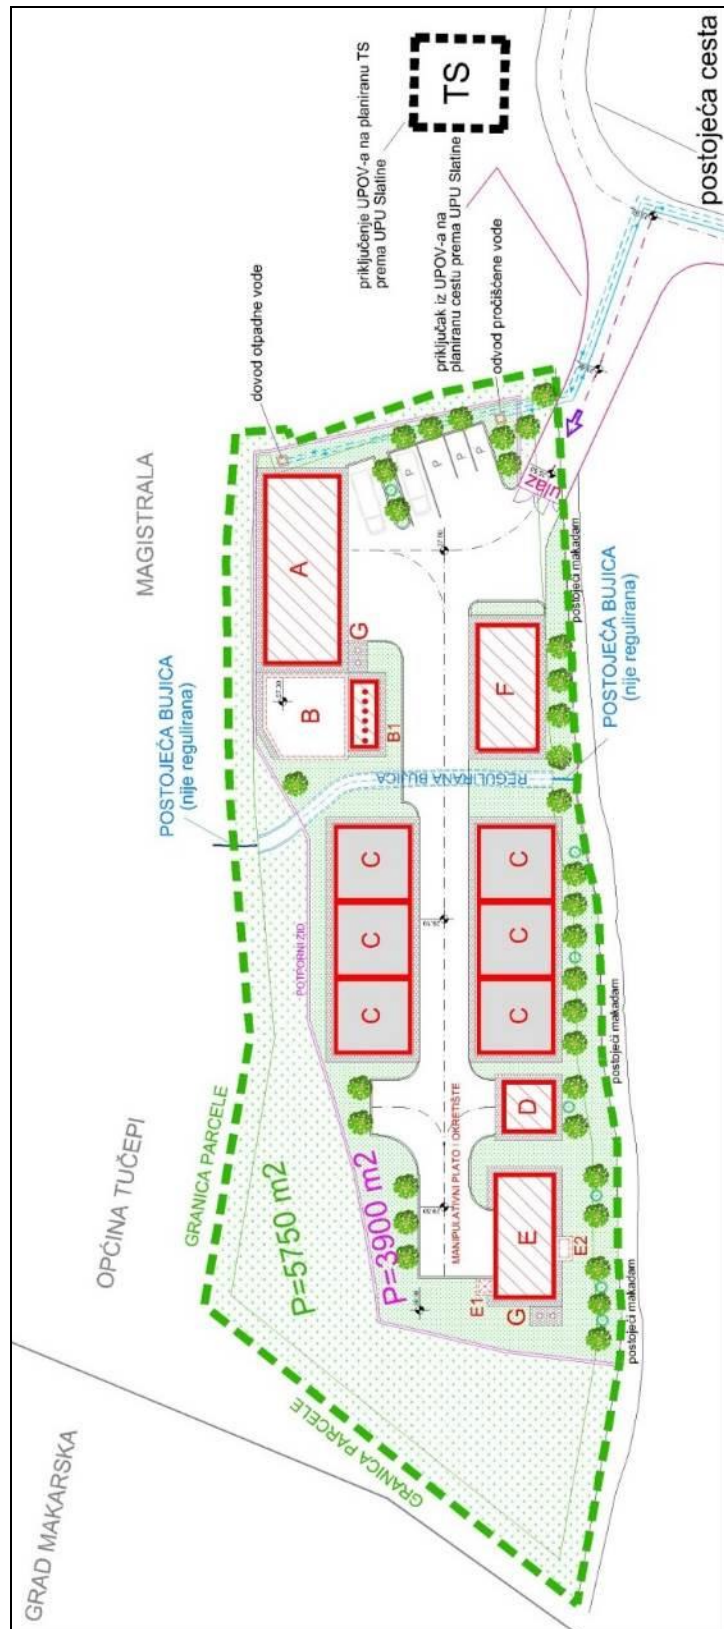 GRAD MAKARSKA
OPĆINA TUČEPI
MAGISTRALA
GRANICA PARCELE
GRANICA PARCELE
P=5750 m2
P=3900 m2
POTPORNI ZID
POSTOJEĆA BUJICA
(nije regulirana)
REGULIRANA BUJICA
POSTOJEĆA BUJICA
(nije regulirana)
dovod otpadne vode
odvod pročišćene vode
priključenje UPOV-a na planiranu TS
prema UPU Slatine
priključak iz UPOV-a na
planiranu cestu prema UPU Slatine
TS
postojeća cesta
ulaz
P
P
P
P
A
B
B1
G
F
C
C
C
C
C
C
D
E
E1
E2
G
MANIPULATIVNI PLATO I OKRETIŠTE
postojeći makadam
postojeći makadam
postojeći makadam